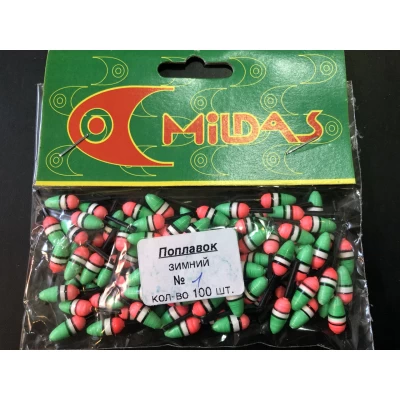 MiLDAS
Поплавок
зимний
№ 1
кол-во 100 шт.